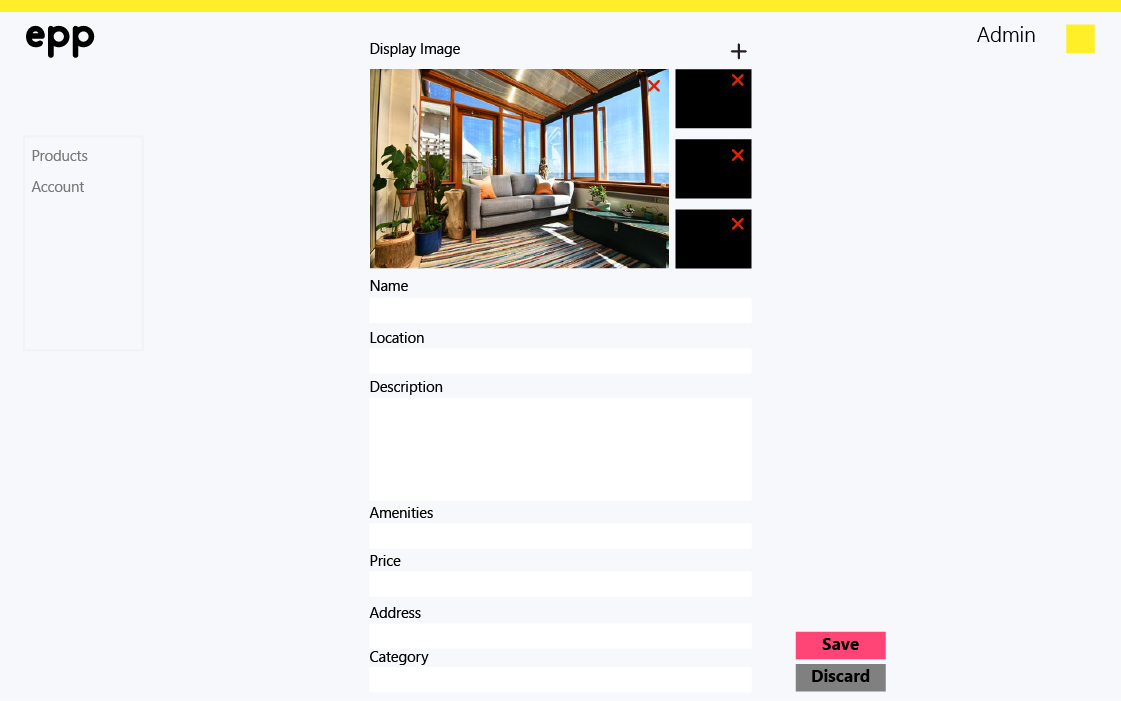 epp
Admin
Products
Account
Display Image
Name
Location
Description
Amenities
Price
Address
Category
Save
Discard